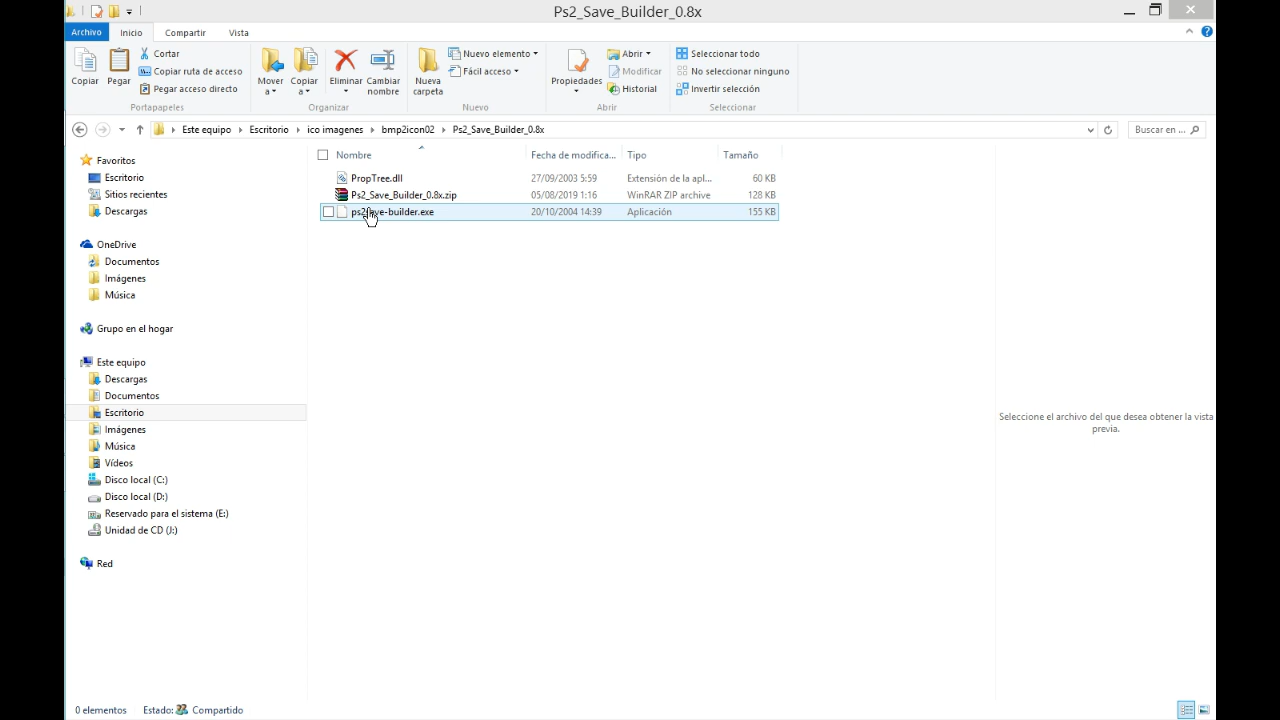 Ps2_Save_Builder_0.8x
Archivo Inicio Compartir Vista
Copiar
Pegar
Cortar
Copiar ruta de acceso
Pegar acceso directo
Portapapeles
Mover a
Copiar a
Eliminar
Cambiar nombre
Organizar
Nueva carpeta
Nuevo elemento
Fácil acceso
Nuevo
Propiedades
Abrir
Modificar
Historial
Abrir
Seleccionar todo
No seleccionar ninguno
Invertir selección
Seleccionar
Este equipo Escritorio ico imagenes bmp2icon02 Ps2_Save_Builder_0.8x
Buscar en ...
Nombre Fecha de modifica... Tipo Tamaño
PropTree.dll 27/09/2003 5:59 Extensión de la apl... 60 KB
Ps2_Save_Builder_0.8x.zip 05/08/2019 1:16 WinRAR ZIP archive 128 KB
ps2save-builder.exe 20/10/2004 14:39 Aplicación 155 KB
Favoritos
Escritorio
Sitios recientes
Descargas
OneDrive
Documentos
Imágenes
Música
Grupo en el hogar
Este equipo
Descargas
Documentos
Escritorio
Imágenes
Música
Vídeos
Disco local (C:)
Disco local (D:)
Reservado para el sistema (E:)
Unidad de CD (J:)
Red
Seleccione el archivo del que desea obtener la vista
previa.
0 elementos Estado: Compartido